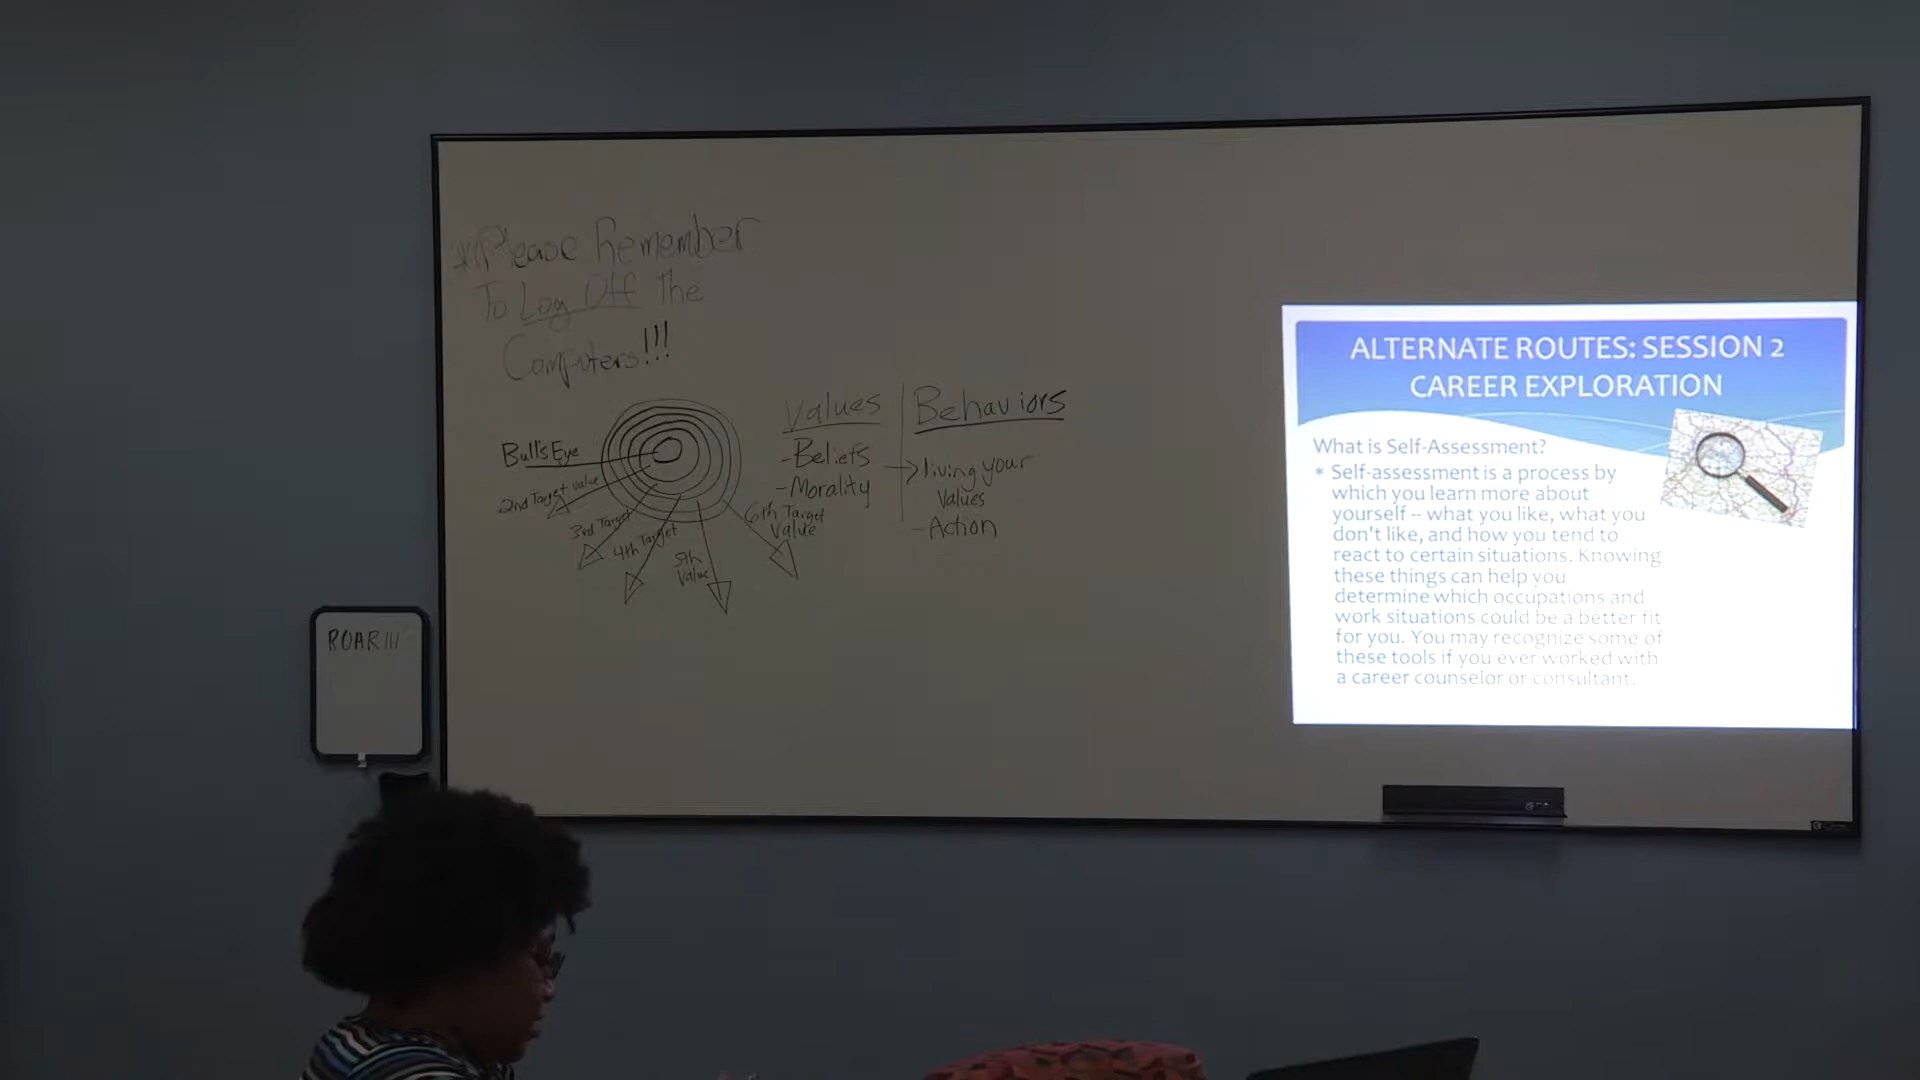 **Please Remember
To Log Off The
Computers!!!
Bull's Eye
2nd Target Value
3rd Target
4th Target
5th
Value
6th Target
Value
Values
-Beliefs
-Morality
Behaviors
living your
Values
-Action
ROAR!!!
ALTERNATE ROUTES: SESSION 2
CAREER EXPLORATION
What is Self-Assessment?
* Self-assessment is a process by
which you learn more about
yourself – what you like, what you
don't like, and how you tend to
react to certain situations. Knowing
these things can help you
determine which occupations and
work situations could be a better fit
for you. You may recognize some of
these tools if you ever worked with
a career counselor or consultant.